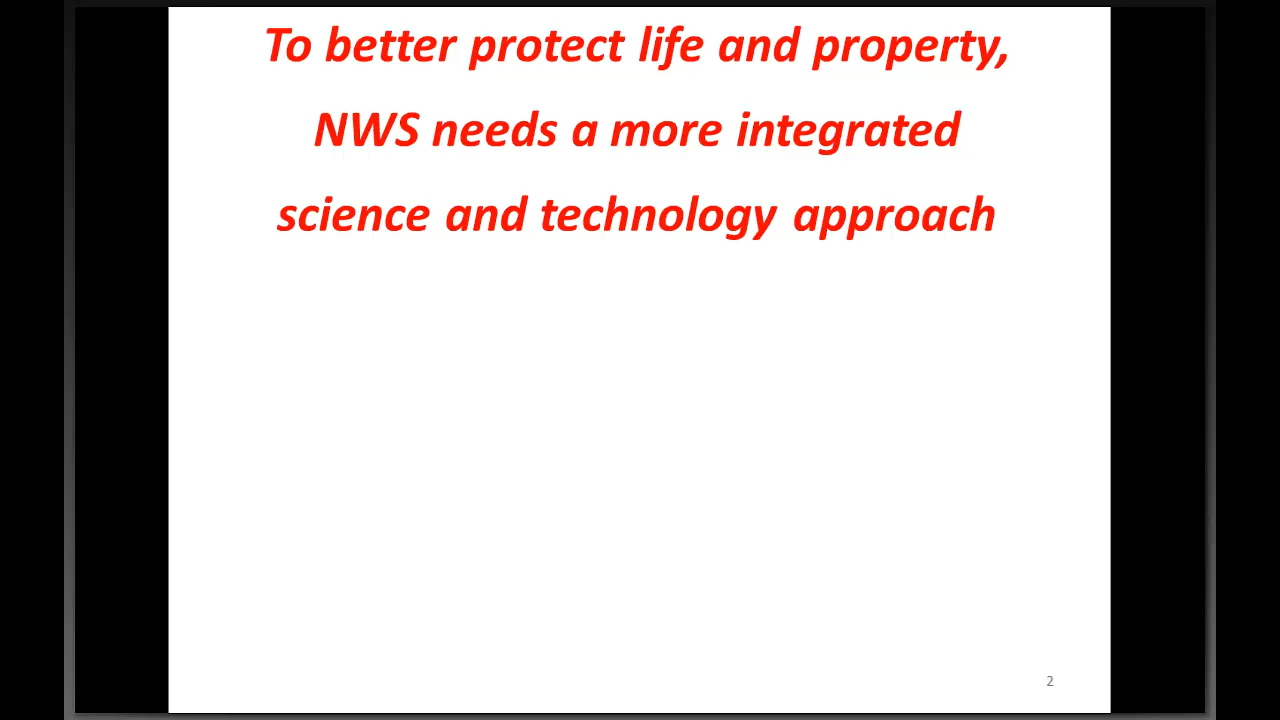 To better protect life and property,
NWS needs a more integrated
science and technology approach
2